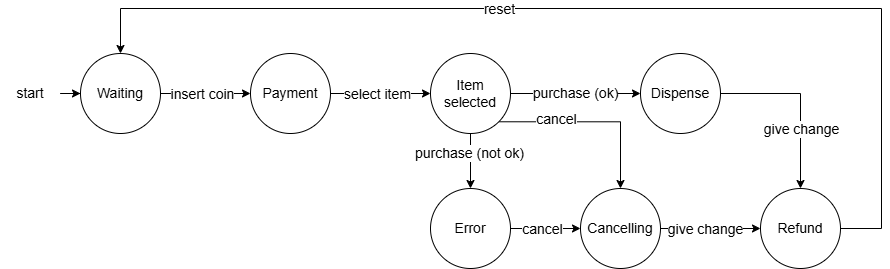 reset
start
Waiting
insert coin
Payment
select item
Item
selected
purchase (ok)
Dispense
cancel
give change
purchase (not ok)
Error
cancel
Cancelling
give change
Refund